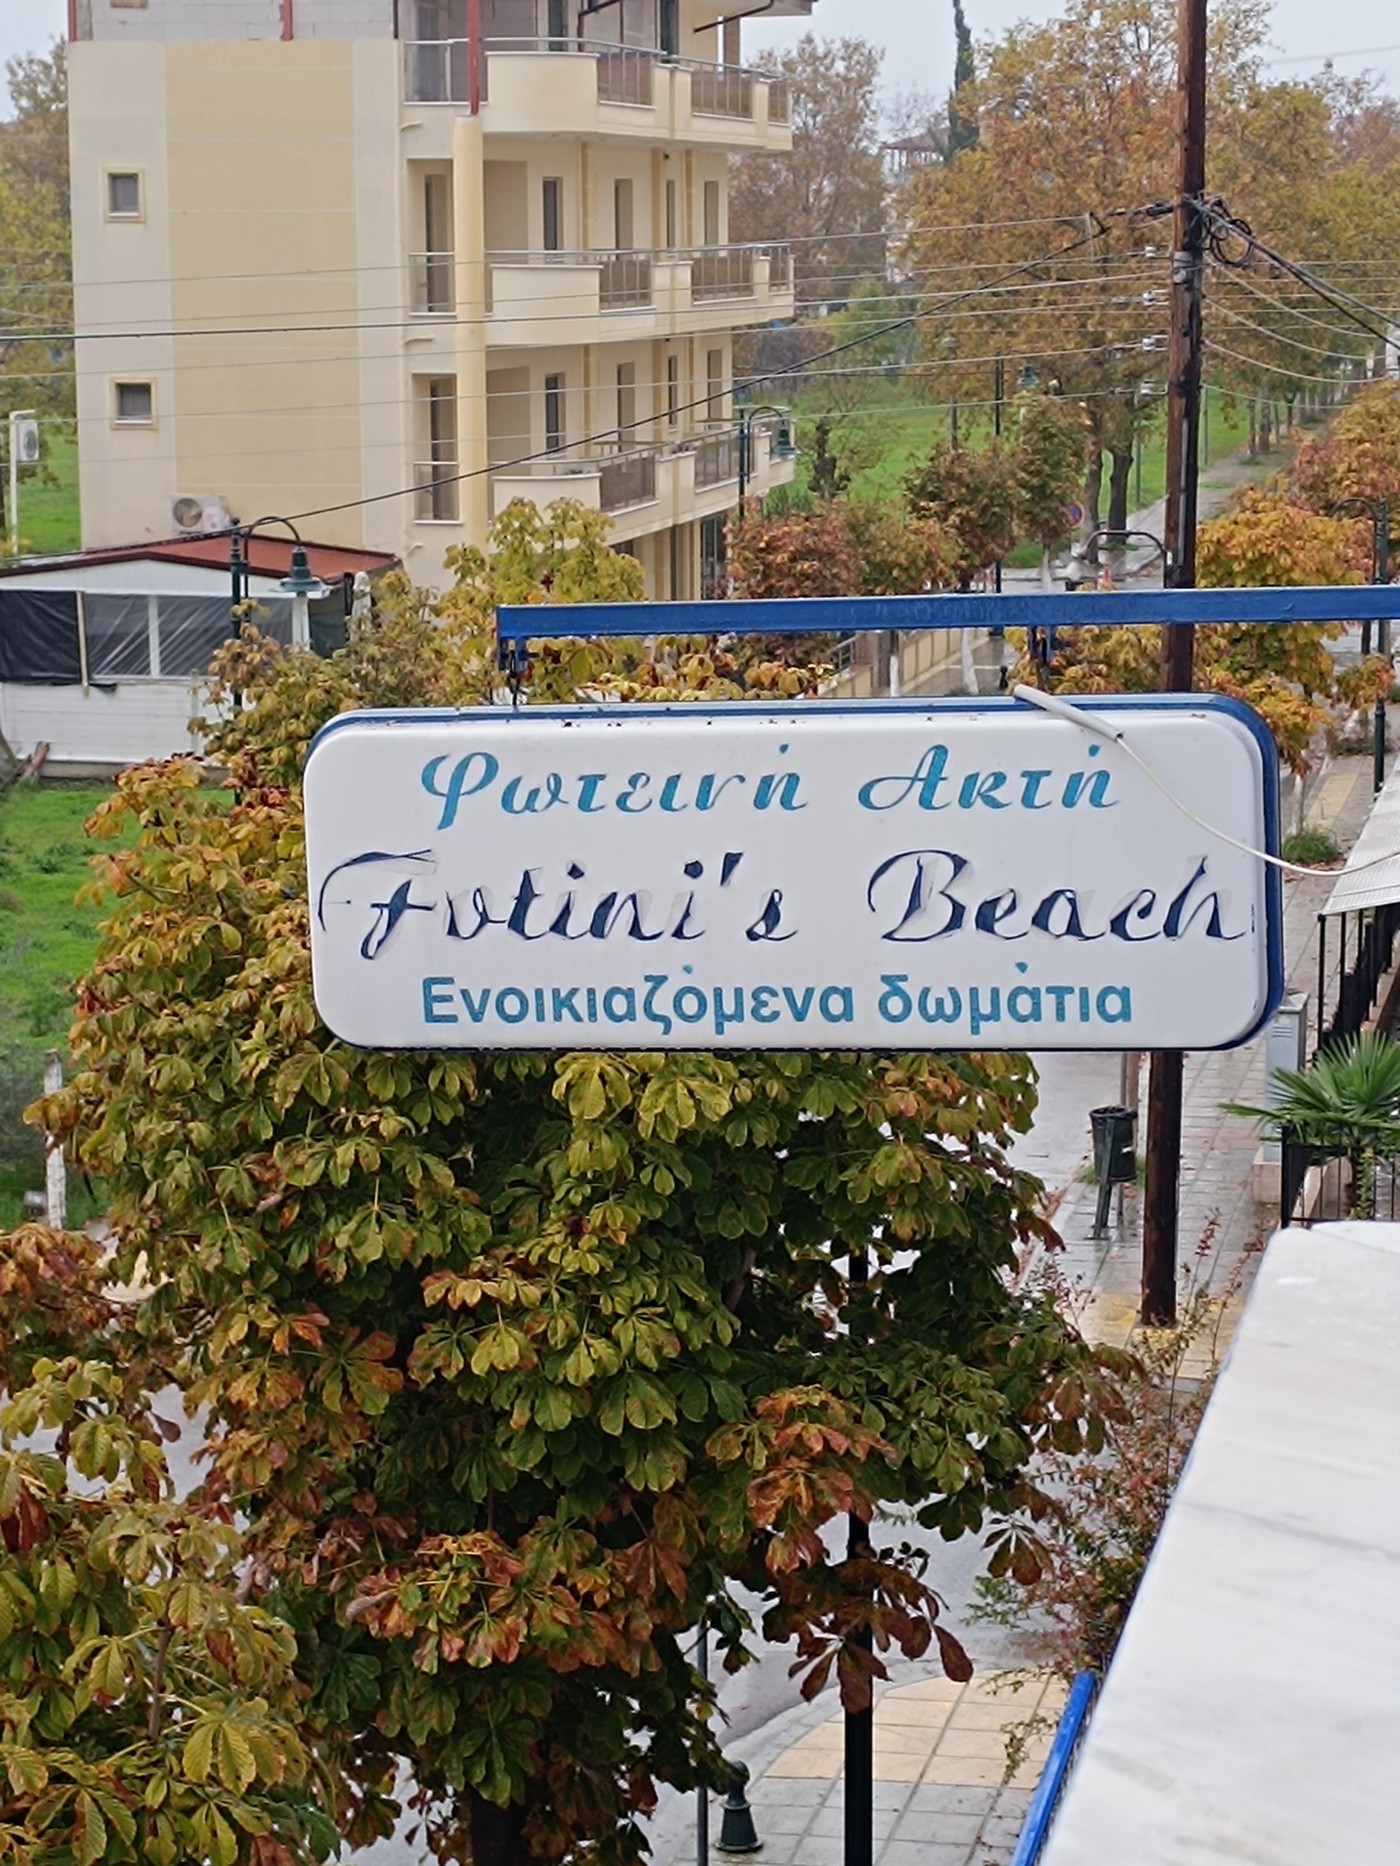 Φωτεινή Ακτή
Fotini's Beach
Ενοικιαζόμενα δωμάτια